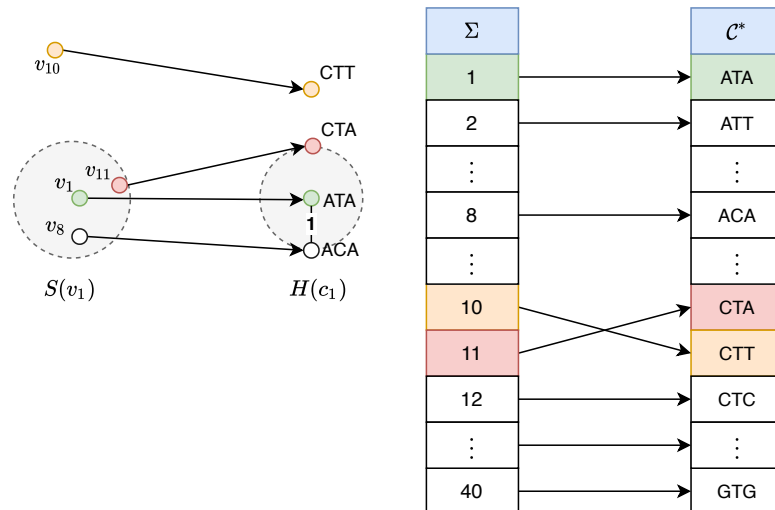 v₁₀
CTT
CTA
v₁₁
v₁
ATA
1
v₈
ACA
S(v₁)
H(c₁)
Σ 𝒞*
1 ATA
2 ATT
⋮ ⋮
8 ACA
⋮ ⋮
10 CTA
11 CTT
12 CTC
⋮ ⋮
40 GTG